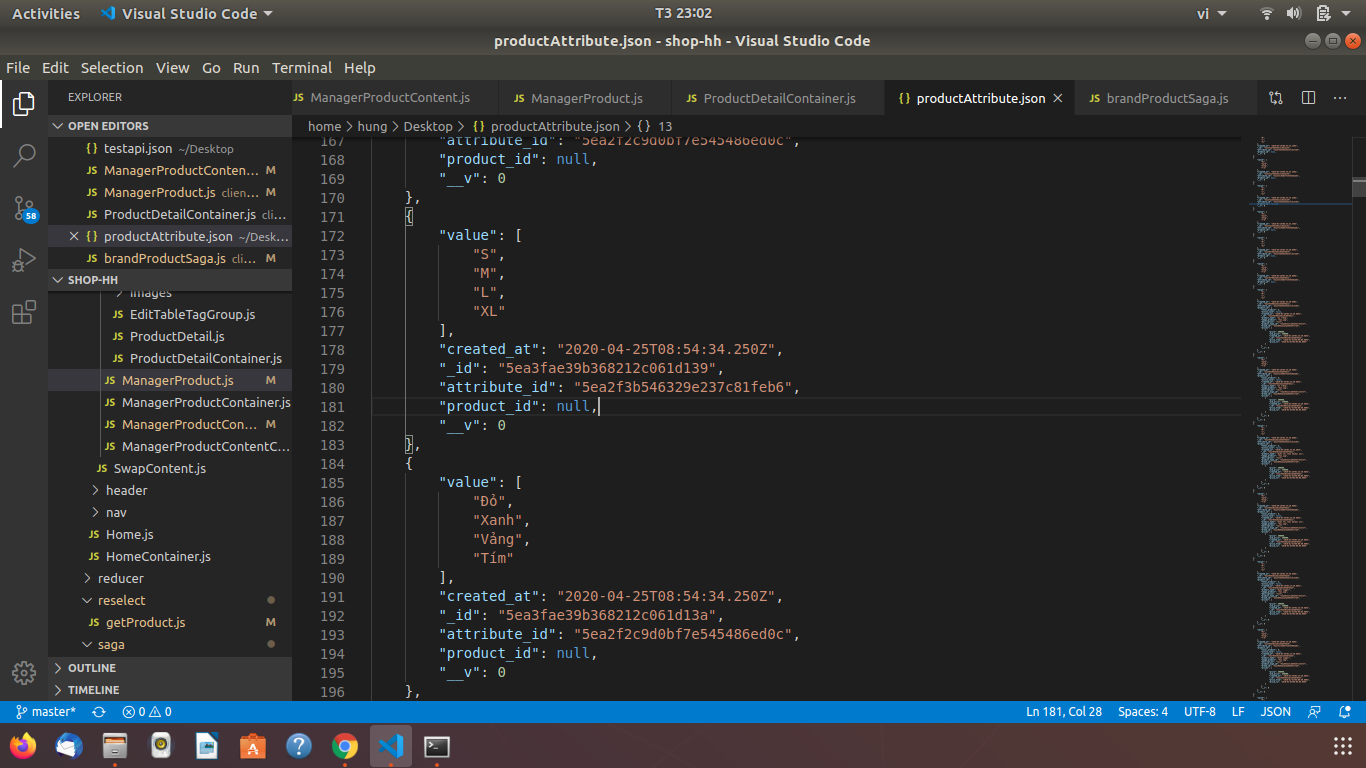 Activities Visual Studio Code T3 23:02 vi
productAttribute.json - shop-hh - Visual Studio Code
File Edit Selection View Go Run Terminal Help
EXPLORER
OPEN EDITORS
{} testapi.json ~/Desktop
JS ManagerProductConten... M
JS ManagerProduct.js clien... M
JS ProductDetailContainer.js cli...
{} productAttribute.json ~/Desk...
JS brandProductSaga.js cli... M
SHOP-HH
images
JS EditTableTagGroup.js
JS ProductDetail.js
JS ProductDetailContainer.js
JS ManagerProduct.js M
JS ManagerProductContainer.js
JS ManagerProductCon... M
JS ManagerProductContentC...
JS SwapContent.js
header
nav
JS Home.js
JS HomeContainer.js
reducer
reselect
JS getProduct.js M
saga
OUTLINE
TIMELINE
58
JS ManagerProductContent.js JS ManagerProduct.js JS ProductDetailContainer.js {} productAttribute.json JS brandProductSaga.js
home > hung > Desktop > {} productAttribute.json > {} 13
167 "attribute_id": "5ea2f2c9d0bf7e545486ed0c",
168 "product_id": null,
169 "__v": 0
170 },
171 {
172 "value": [
173 "S",
174 "M",
175 "L",
176 "XL"
177 ],
178 "created_at": "2020-04-25T08:54:34.250Z",
179 "_id": "5ea3fae39b368212c061d139",
180 "attribute_id": "5ea2f3b546329e237c81feb6",
181 "product_id": null,
182 "__v": 0
183 },
184 {
185 "value": [
186 "Đỏ",
187 "Xanh",
188 "Vảng",
189 "Tím"
190 ],
191 "created_at": "2020-04-25T08:54:34.250Z",
192 "_id": "5ea3fae39b368212c061d13a",
193 "attribute_id": "5ea2f2c9d0bf7e545486ed0c",
194 "product_id": null,
195 "__v": 0
196 },
master* 0 0 Ln 181, Col 28 Spaces: 4 UTF-8 LF JSON